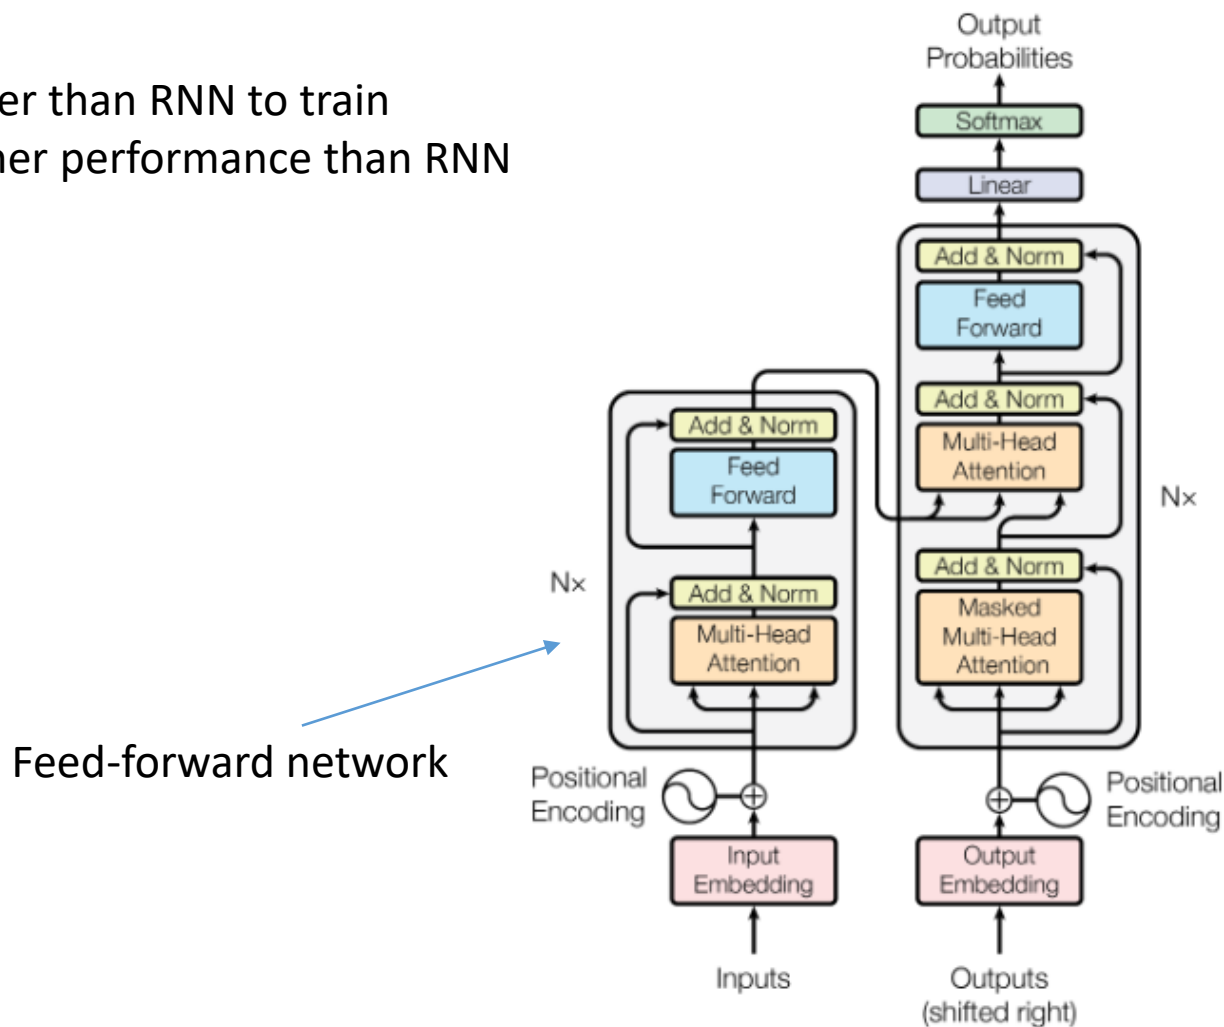 er than RNN to train
ner performance than RNN
Output
Probabilities
Softmax
Linear
Add & Norm
Feed
Forward
Add & Norm
Multi-Head
Attention
Nx
Add & Norm
Masked
Multi-Head
Attention
Add & Norm
Feed
Forward
Nx
Add & Norm
Multi-Head
Attention
Feed-forward network
Positional
Encoding
Positional
Encoding
Input
Embedding
Output
Embedding
Inputs
Outputs
(shifted right)